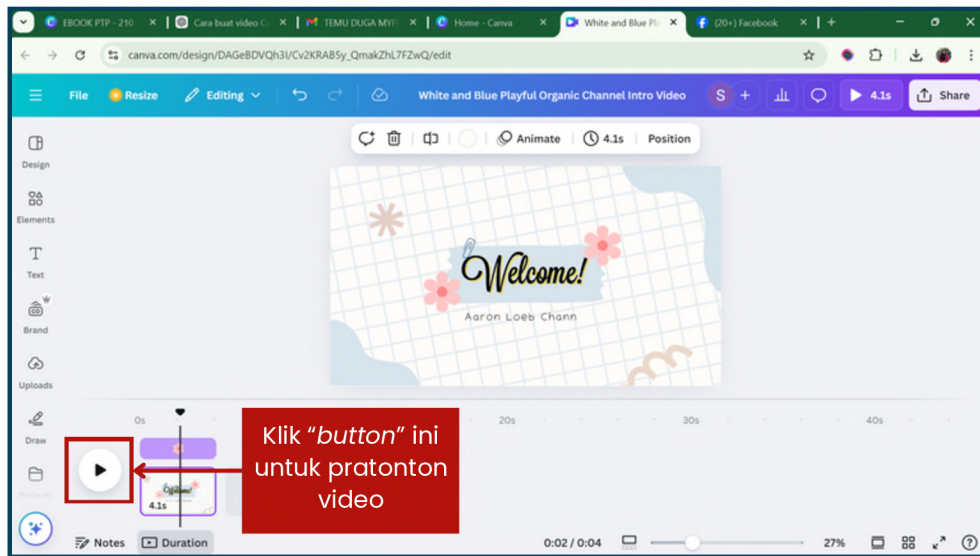 EBOOK PTP - 210
Cara buat video C
TEMU DUGA MYF
Home - Canva
White and Blue Pl
(20+) Facebook
canva.com/design/DAGeBDVQh3I/Cv2KRAB5y_QmakZhL7FZwQ/edit
File
Resize
Editing
White and Blue Playful Organic Channel Intro Video
S
4.1s
Share
Animate
4.1s
Position
Design
Elements
Text
Brand
Uploads
Draw
Projects
Welcome!
Aaron Loeb Chann
0s
20s
30s
40s
Klik “button” ini
untuk pratonton
video
Welcome!
4.1s
Notes
Duration
0:02 / 0:04
27%